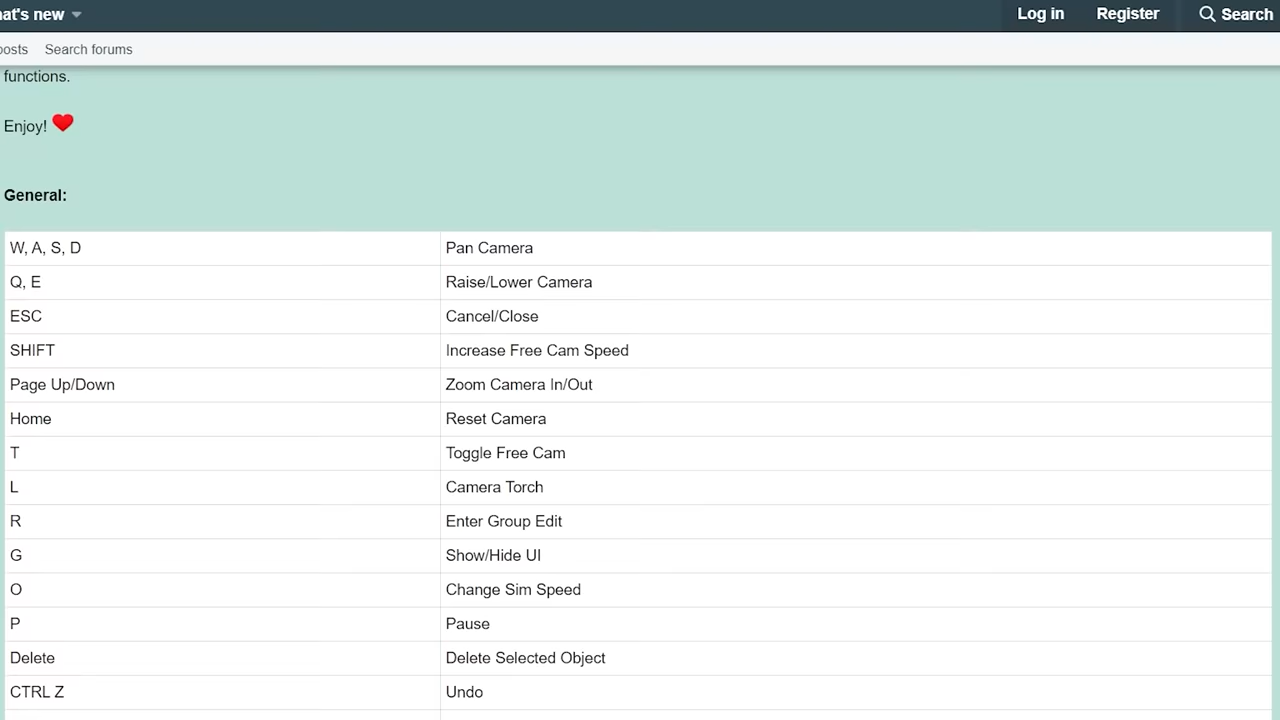 at's new
Log in
Register
Search
posts
Search forums
functions.
Enjoy!
General:
W, A, S, D Pan Camera
Q, E Raise/Lower Camera
ESC Cancel/Close
SHIFT Increase Free Cam Speed
Page Up/Down Zoom Camera In/Out
Home Reset Camera
T Toggle Free Cam
L Camera Torch
R Enter Group Edit
G Show/Hide UI
O Change Sim Speed
P Pause
Delete Delete Selected Object
CTRL Z Undo